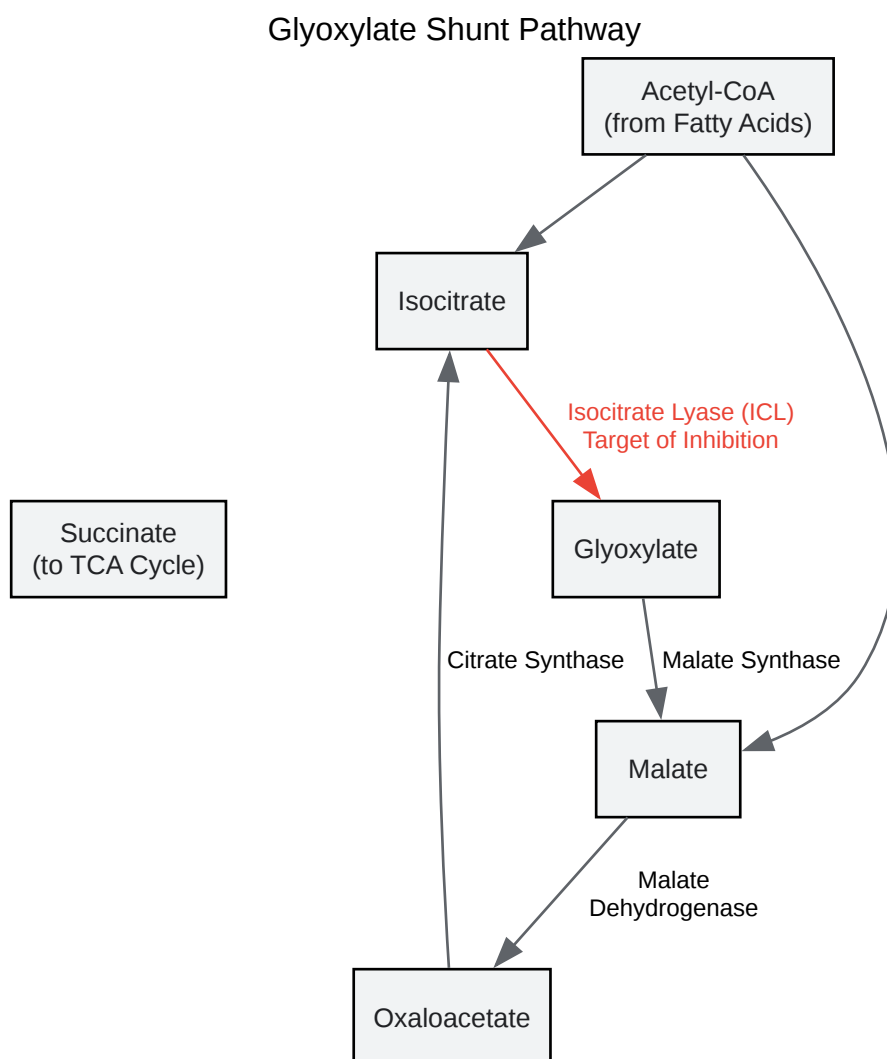 Glyoxylate Shunt Pathway
Acetyl-CoA
(from Fatty Acids)
Isocitrate
Isocitrate Lyase (ICL)
Target of Inhibition
Succinate
(to TCA Cycle)
Glyoxylate
Citrate Synthase
Malate Synthase
Malate
Malate
Dehydrogenase
Oxaloacetate